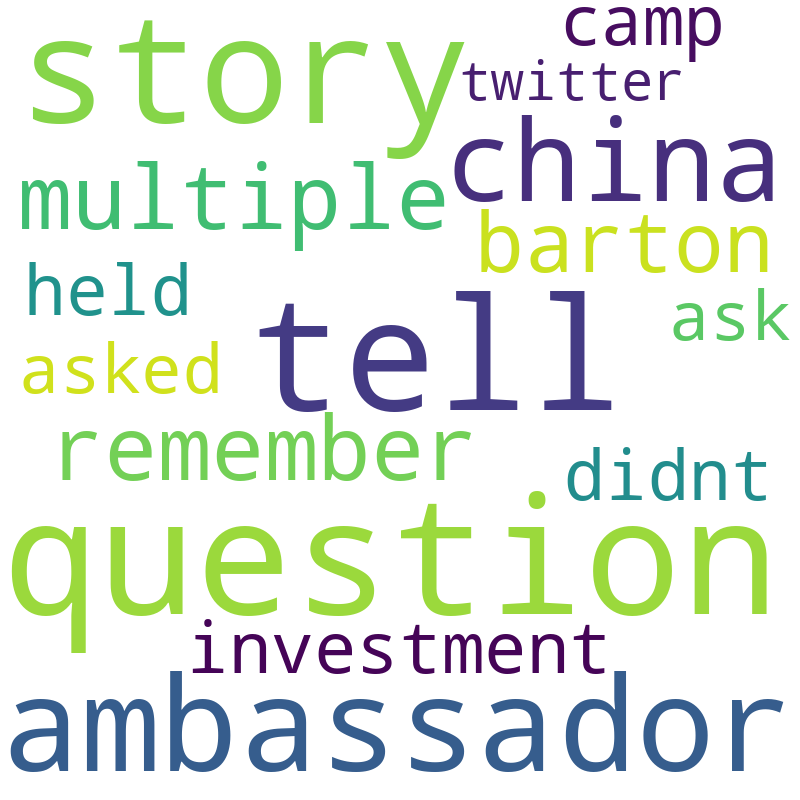 camp
story
twitter
china
multiple
barton
held
ask
tell
asked
remember
didnt
question
investment
ambassador